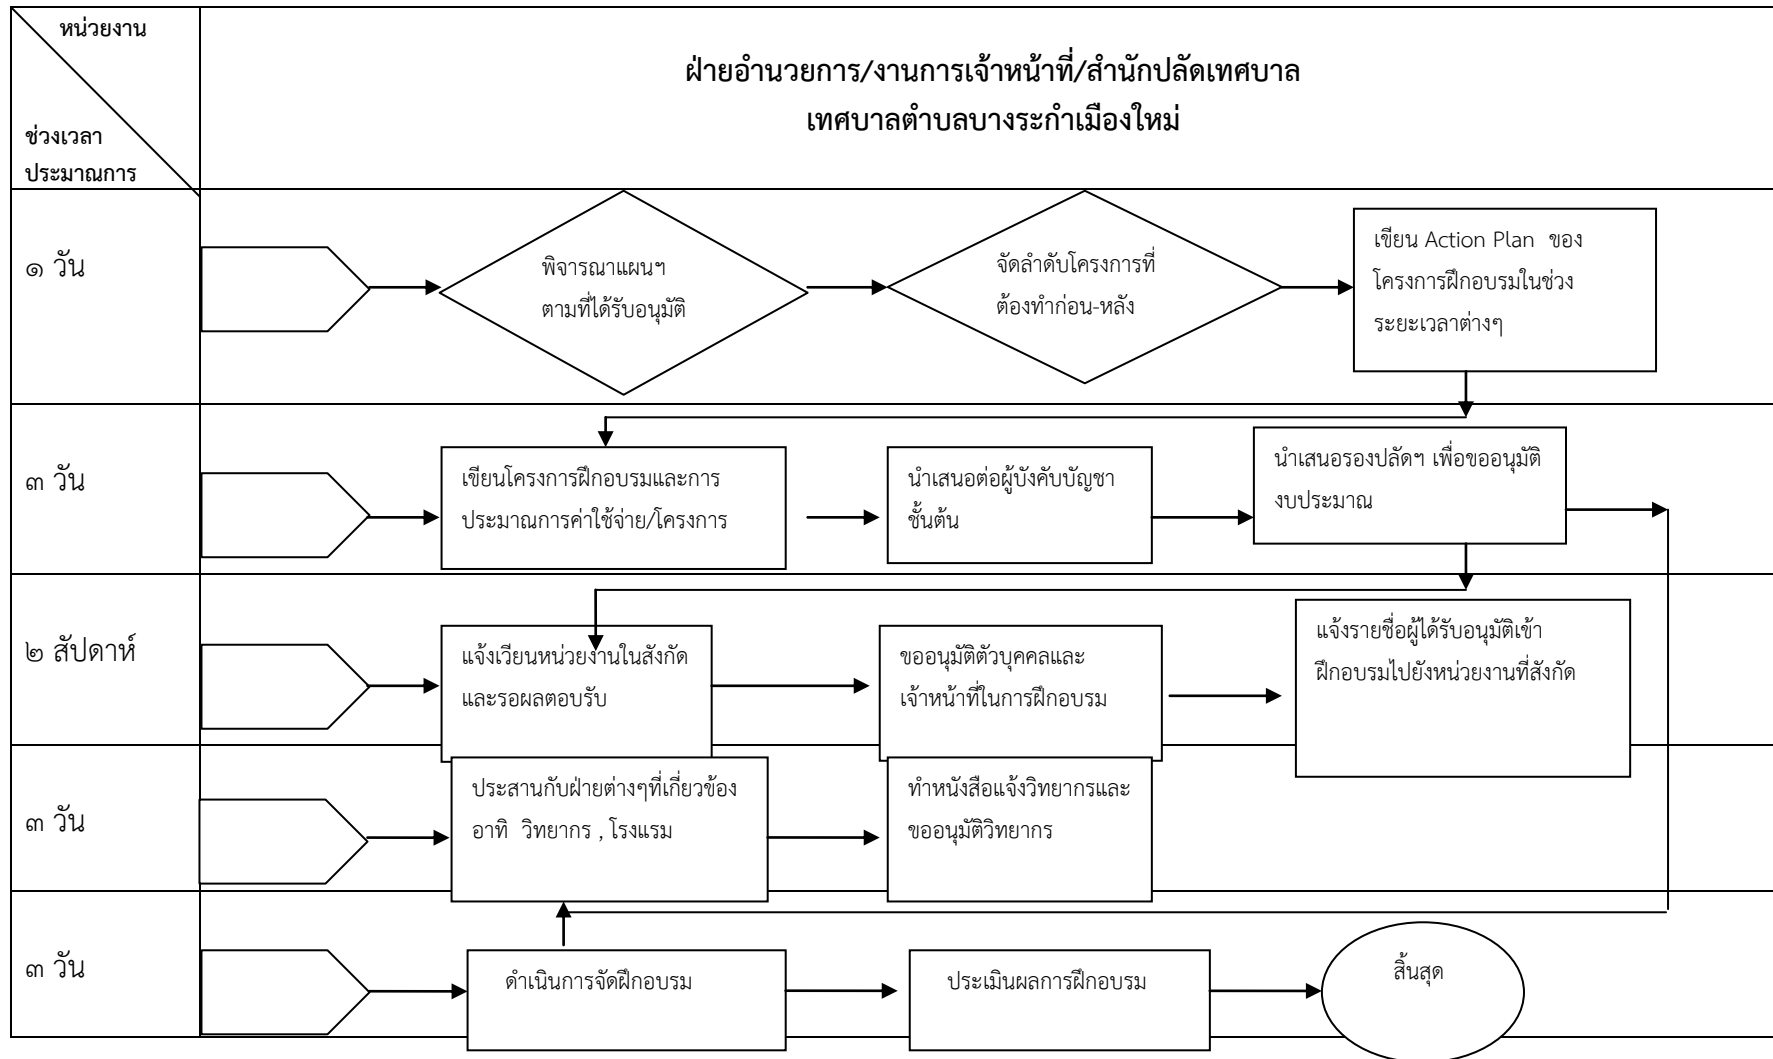 หน่วยงาน
ช่วงเวลา
ประมาณการ
ฝ่ายอำนวยการ/งานการเจ้าหน้าที่/สำนักปลัดเทศบาล
เทศบาลตำบลบางระกำเมืองใหม่
๑ วัน
พิจารณาแผนฯ
ตามที่ได้รับอนุมัติ
จัดลำดับโครงการที่
ต้องทำก่อน-หลัง
เขียน Action Plan ของ
โครงการฝึกอบรมในช่วง
ระยะเวลาต่างๆ
๓ วัน
เขียนโครงการฝึกอบรมและการ
ประมาณการค่าใช้จ่าย/โครงการ
นำเสนอต่อผู้บังคับบัญชา
ชั้นต้น
นำเสนอรองปลัดฯ เพื่อขออนุมัติ
งบประมาณ
๒ สัปดาห์
แจ้งเวียนหน่วยงานในสังกัด
และรอผลตอบรับ
ขออนุมัติตัวบุคคลและ
เจ้าหน้าที่ในการฝึกอบรม
แจ้งรายชื่อผู้ได้รับอนุมัติเข้า
ฝึกอบรมไปยังหน่วยงานที่สังกัด
๓ วัน
ประสานกับฝ่ายต่างๆที่เกี่ยวข้อง
อาทิ วิทยากร , โรงแรม
ทำหนังสือแจ้งวิทยากรและ
ขออนุมัติวิทยากร
๓ วัน
ดำเนินการจัดฝึกอบรม
ประเมินผลการฝึกอบรม
สิ้นสุด